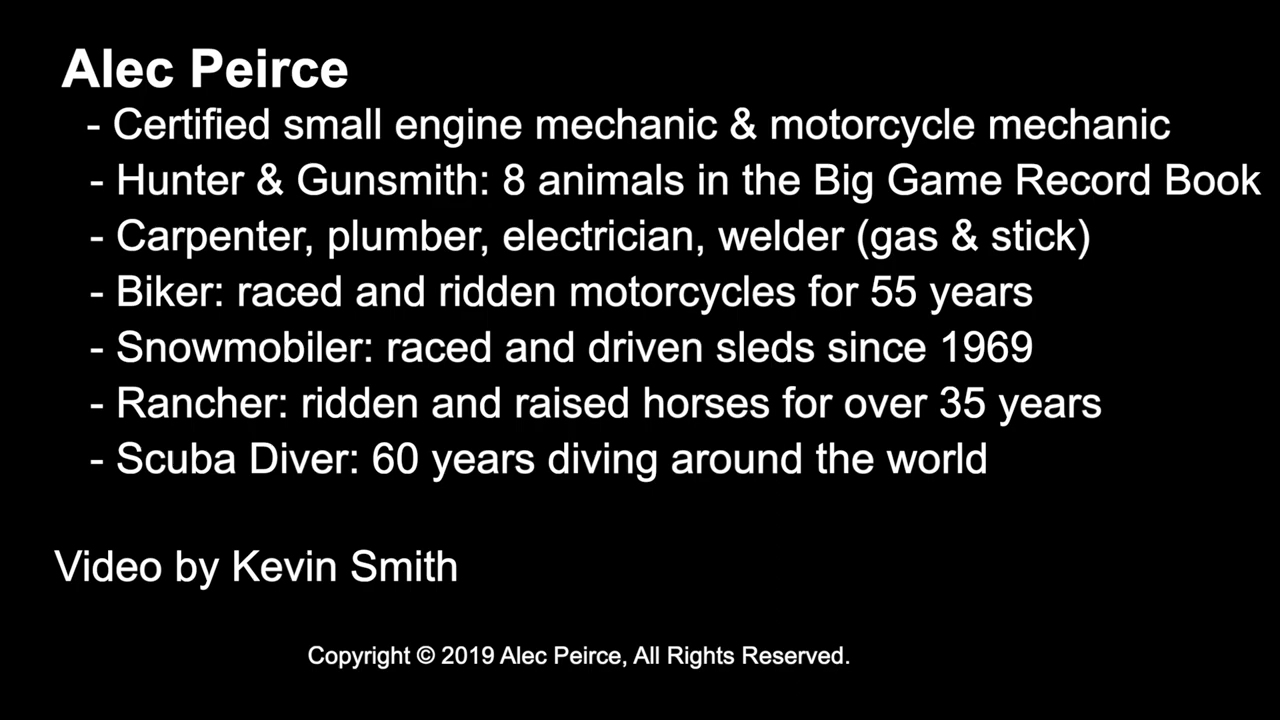 Alec Peirce
- Certified small engine mechanic & motorcycle mechanic
- Hunter & Gunsmith: 8 animals in the Big Game Record Book
- Carpenter, plumber, electrician, welder (gas & stick)
- Biker: raced and ridden motorcycles for 55 years
- Snowmobiler: raced and driven sleds since 1969
- Rancher: ridden and raised horses for over 35 years
- Scuba Diver: 60 years diving around the world
Video by Kevin Smith
Copyright © 2019 Alec Peirce, All Rights Reserved.